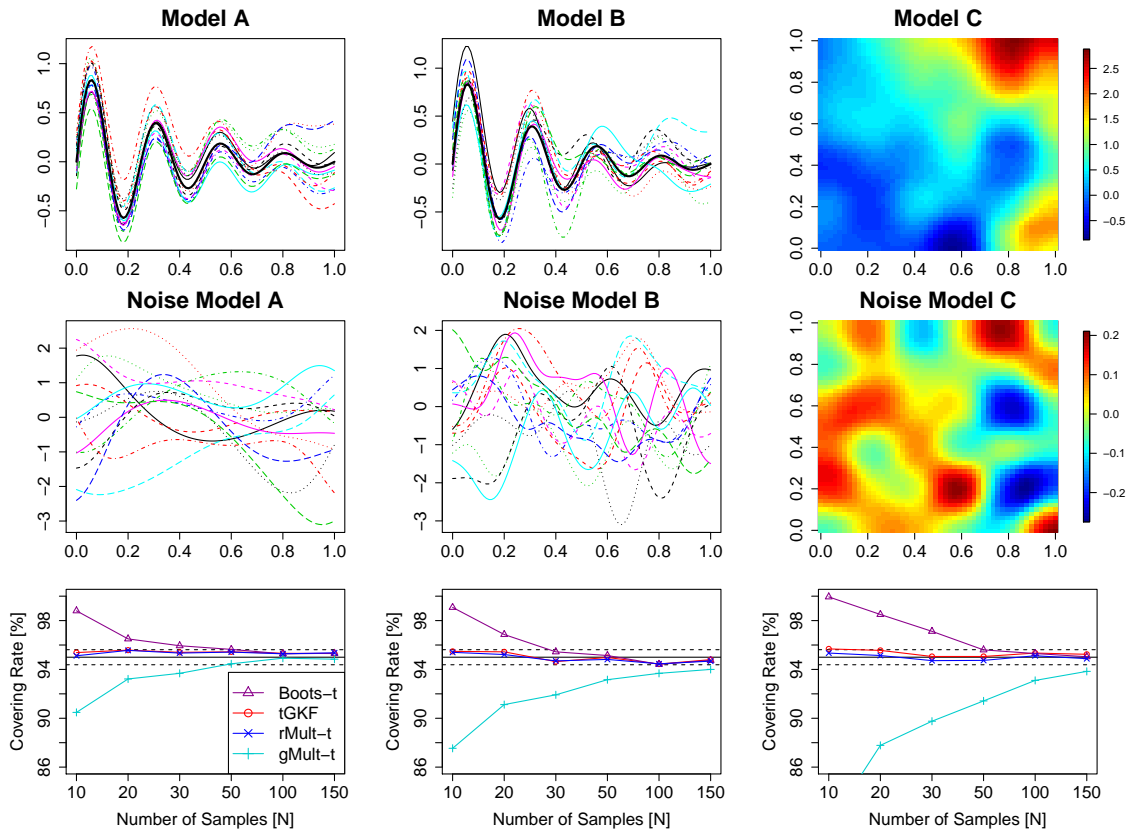 Model A
Model B
Model C
1.0
0.5
0.0
−0.5
0.0 0.2 0.4 0.6 0.8 1.0
1.0
0.5
0.0
−0.5
0.0 0.2 0.4 0.6 0.8 1.0
1.0
0.8
0.6
0.4
0.2
0.0
0.0 0.2 0.4 0.6 0.8 1.0
2.5
2.0
1.5
1.0
0.5
0.0
−0.5
Noise Model A
Noise Model B
Noise Model C
2
1
0
−1
−2
−3
0.0 0.2 0.4 0.6 0.8 1.0
2
1
0
−1
−2
−3
0.0 0.2 0.4 0.6 0.8 1.0
1.0
0.8
0.6
0.4
0.2
0.0
0.0 0.2 0.4 0.6 0.8 1.0
0.2
0.1
0.0
−0.1
−0.2
Covering Rate [%]
98
94
90
86
Boots−t
tGKF
rMult−t
gMult−t
10 20 30 50 100 150
Number of Samples [N]
Covering Rate [%]
98
94
90
86
10 20 30 50 100 150
Number of Samples [N]
Covering Rate [%]
98
94
90
86
10 20 30 50 100 150
Number of Samples [N]